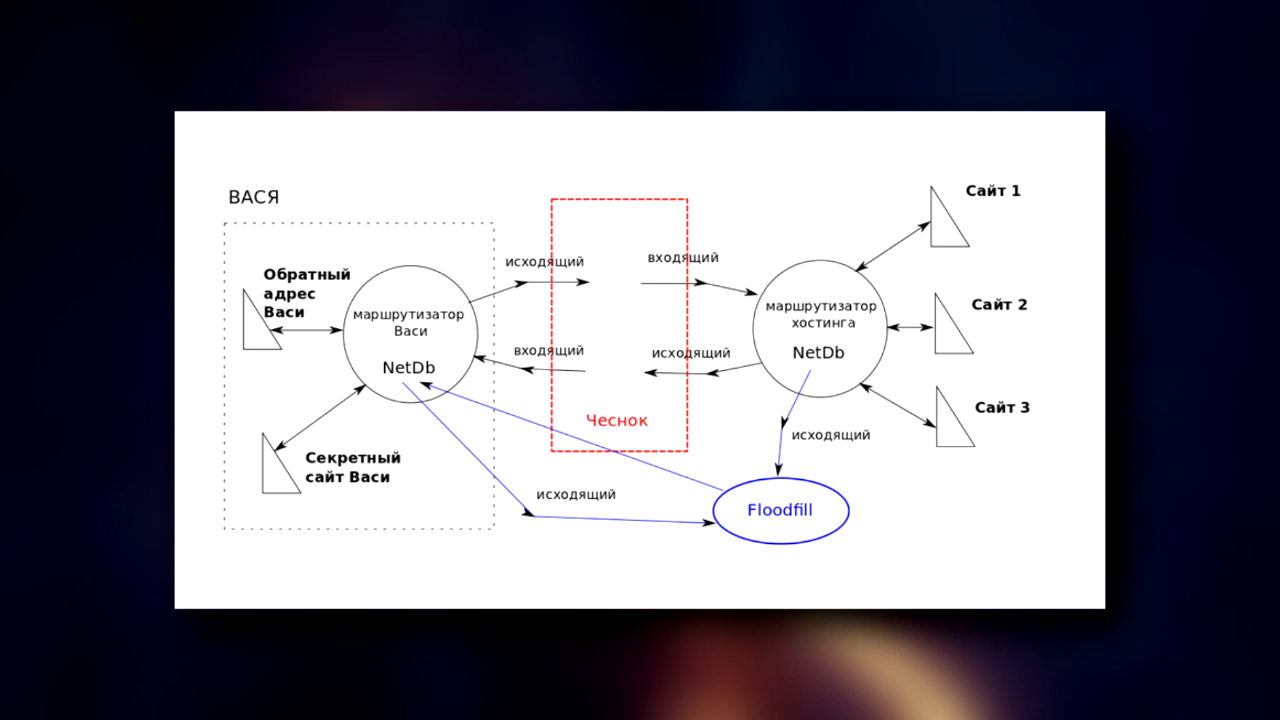 ВАСЯ
Обратный
адрес
Васи
маршрутизатор
Васи
NetDb
Секретный
сайт Васи
исходящий
входящий
входящий
исходящий
Чеснок
исходящий
маршрутизатор
хостинга
NetDb
исходящий
Floodfill
Сайт 1
Сайт 2
Сайт 3